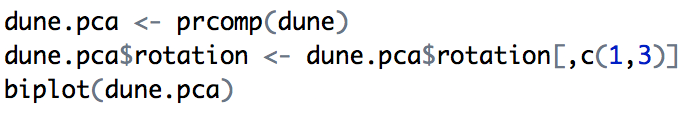 dune.pca <- prcomp(dune)
dune.pca$rotation <- dune.pca$rotation[,c(1,3)]
biplot(dune.pca)